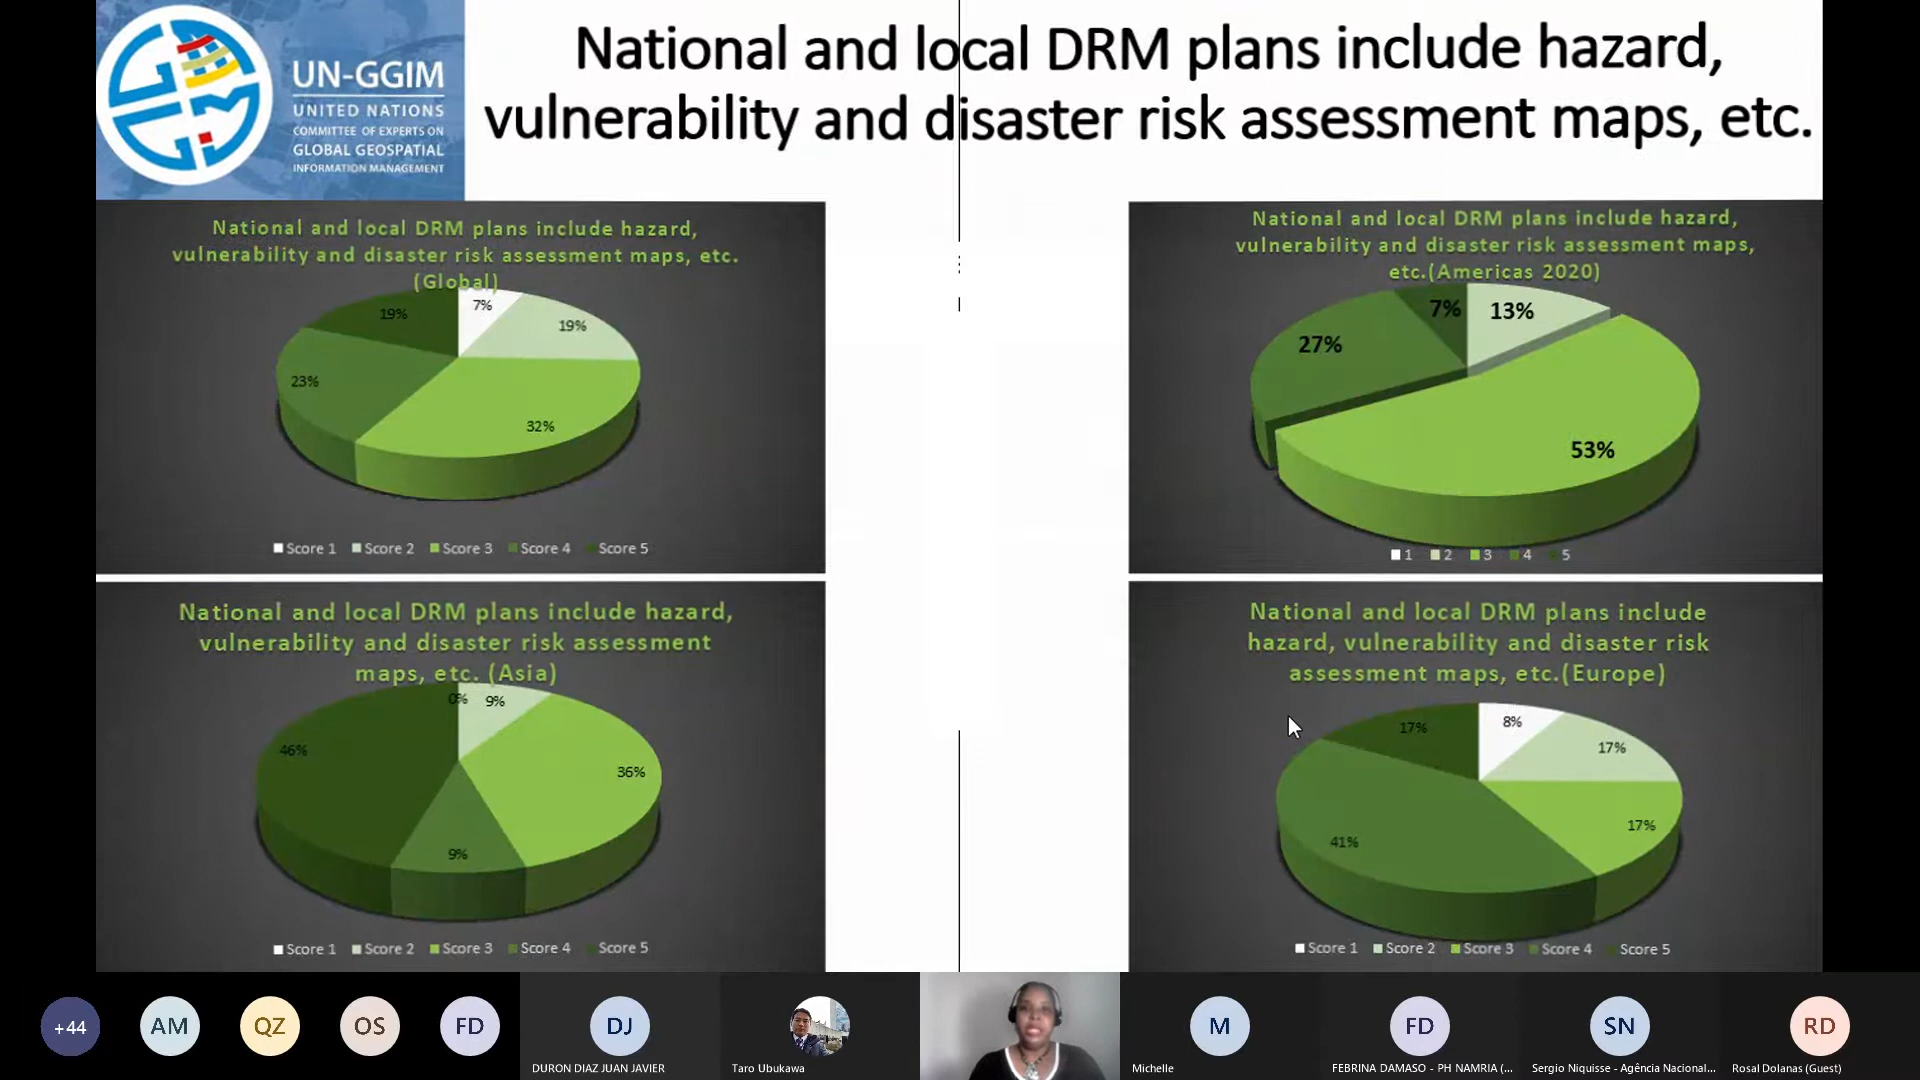 UN-GGIM
UNITED NATIONS
COMMITTEE OF EXPERTS ON
GLOBAL GEOSPATIAL
INFORMATION MANAGEMENT
National and local DRM plans include hazard,
vulnerability and disaster risk assessment maps, etc.
National and local DRM plans include hazard,
vulnerability and disaster risk assessment maps, etc.
(Global)
7%
19%
19%
23%
32%
Score 1 Score 2 Score 3 Score 4 Score 5
National and local DRM plans include hazard,
vulnerability and disaster risk assessment maps,
etc.(Americas 2020)
7%
13%
27%
53%
1 2 3 4 5
National and local DRM plans include hazard,
vulnerability and disaster risk assessment
maps, etc. (Asia)
0%
9%
46%
36%
9%
Score 1 Score 2 Score 3 Score 4 Score 5
National and local DRM plans include
hazard, vulnerability and disaster risk
assessment maps, etc.(Europe)
8%
17%
17%
17%
41%
Score 1 Score 2 Score 3 Score 4 Score 5
+44
AM
QZ
OS
FD
DJ
M
FD
SN
RD
DURON DIAZ JUAN JAVIER
Taro Ubukawa
Michelle
FEBRINA DAMASO - PH NAMRIA (...
Sergio Niquisse - Agência Nacional...
Rosal Dolanas (Guest)